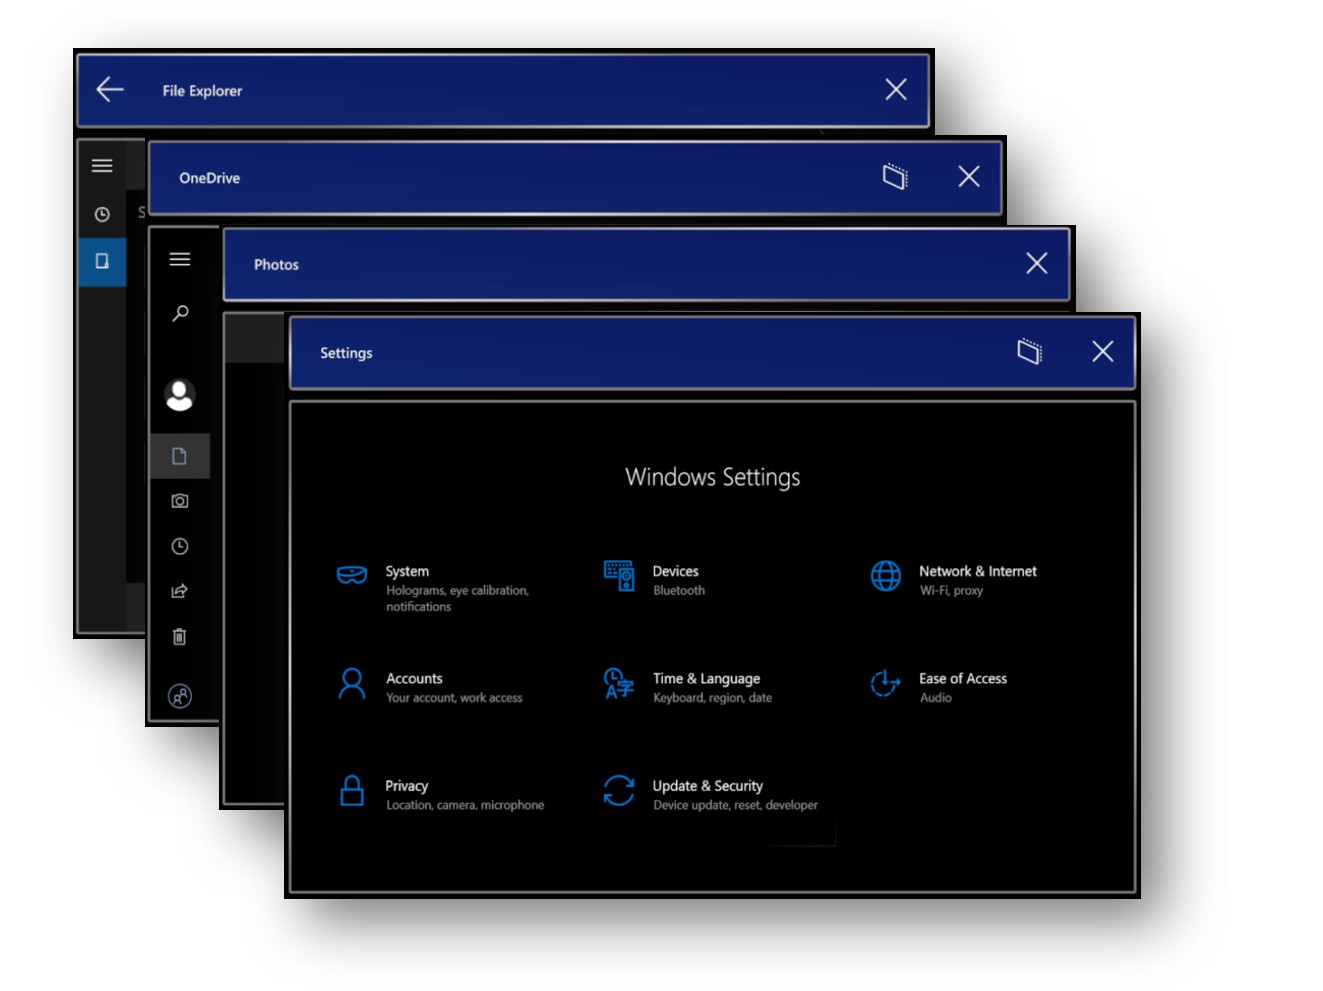 File Explorer
OneDrive
S
Photos
Settings
Windows Settings
System
Holograms, eye calibration,
notifications
Devices
Bluetooth
Network & Internet
Wi-Fi, proxy
Accounts
Your account, work access
Time & Language
Keyboard, region, date
Ease of Access
Audio
Privacy
Location, camera, microphone
Update & Security
Device update, reset, developer